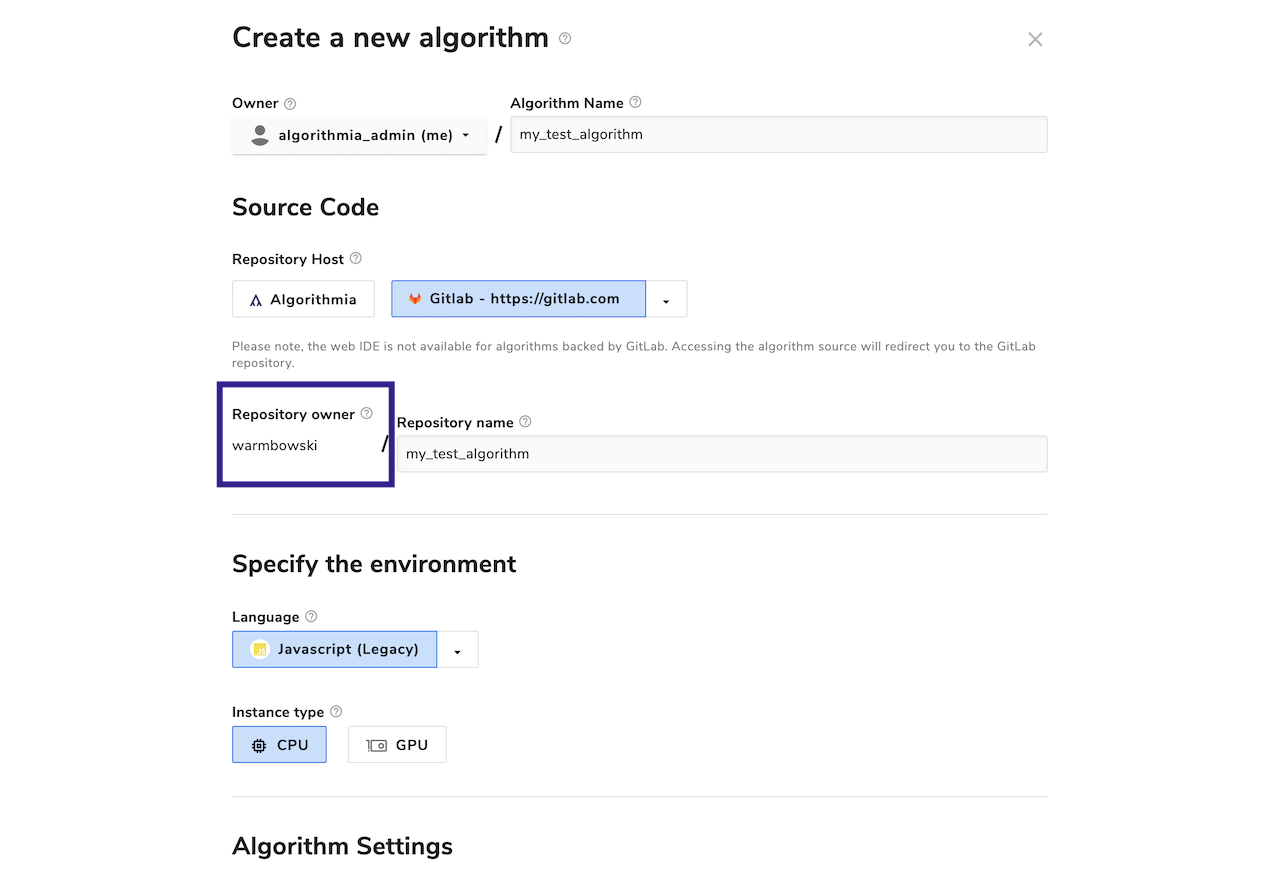 Create a new algorithm
Owner
Algorithm Name
algorithmia_admin (me)
/
my_test_algorithm
Source Code
Repository Host
Algorithmia
Gitlab - https://gitlab.com
Please note, the web IDE is not available for algorithms backed by GitLab. Accessing the algorithm source will redirect you to the GitLab
repository.
Repository owner
Repository name
warmbowski
/
my_test_algorithm
Specify the environment
Language
JS
Javascript (Legacy)
Instance type
CPU
GPU
Algorithm Settings